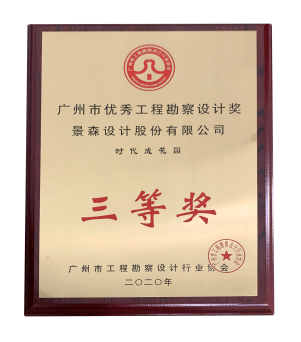 广州市优秀工程勘察设计奖
景森设计股份有限公司
时代成花园
三等奖
广州市工程勘察设计行业协会
二〇二〇年